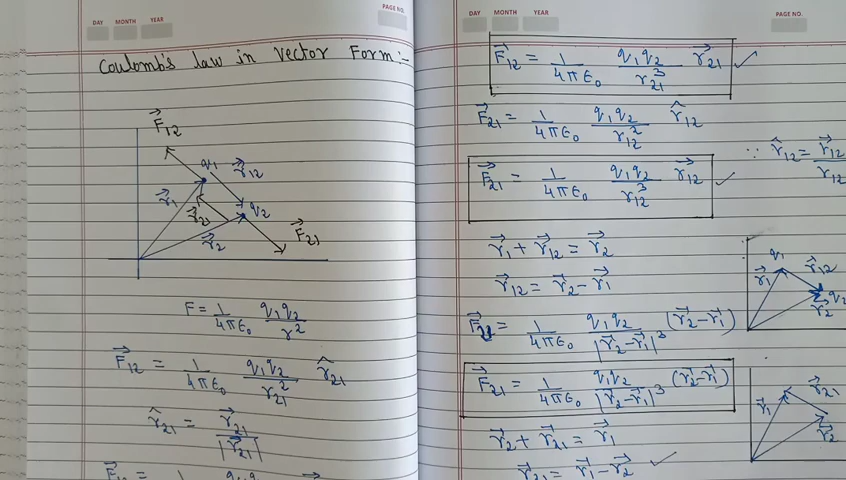 DAY MONTH YEAR
PAGE NO.
Coulomb's law in vector Form:-
F⃗12
q1 r⃗12
r⃗1 q2
r⃗21
r⃗2 F⃗21
F = 1/4πε0 q1q2/r²
F⃗12 = 1/4πε0 q1q2/r21² r̂21
r̂21 = r⃗21/|r⃗21|
DAY MONTH YEAR
PAGE NO.
F⃗12 = 1/4πε0 q1q2/r21³ r⃗21 ✓
F⃗21 = 1/4πε0 q1q2/r12² r̂12
∵ r̂12 = r⃗12/r12
F⃗21 = 1/4πε0 q1q2/r12³ r⃗12 ✓
r⃗1 + r⃗12 = r⃗2
r⃗12 = r⃗2 - r⃗1
q1
r⃗1 r⃗12
q2
r⃗2
F⃗21 = 1/4πε0 q1q2/|r⃗2-r⃗1|³ (r⃗2-r⃗1)
F⃗21 = 1/4πε0 q1q2/|r⃗2-r⃗1|³ (r⃗2-r⃗1)
r⃗2 + r⃗21 = r⃗1
r⃗21 = r⃗1 - r⃗2 ✓
r⃗1 r⃗21
r⃗2